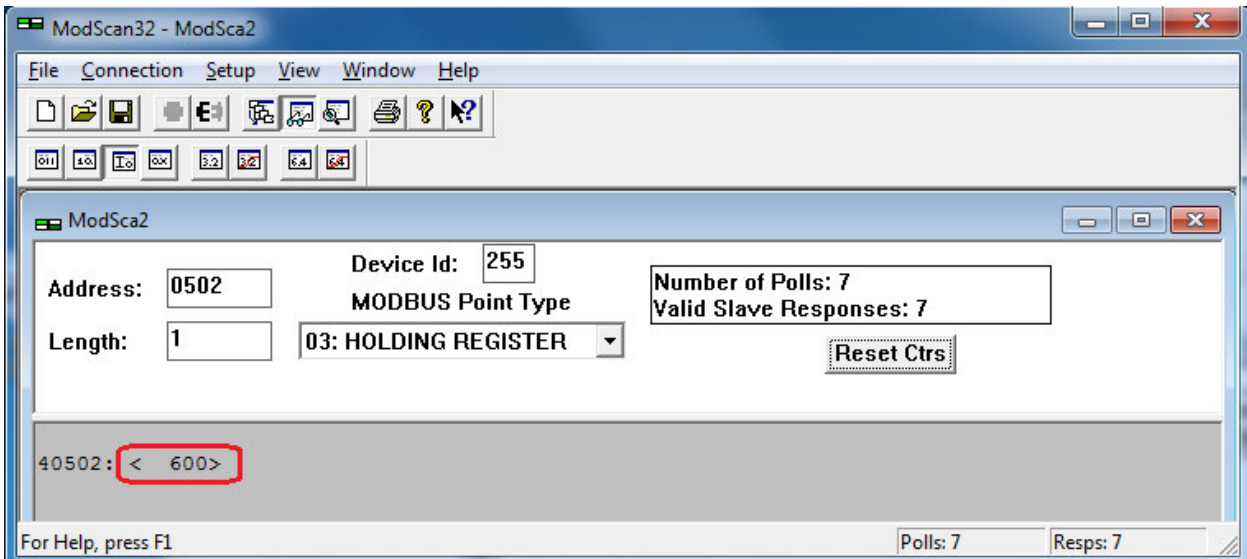 ModScan32 - ModSca2
File Connection Setup View Window Help
ModSca2
Address: 0502
Device Id: 255
MODBUS Point Type
Length: 1
03: HOLDING REGISTER
Number of Polls: 7
Valid Slave Responses: 7
Reset Ctrs
40502: < 600>
For Help, press F1
Polls: 7
Resps: 7